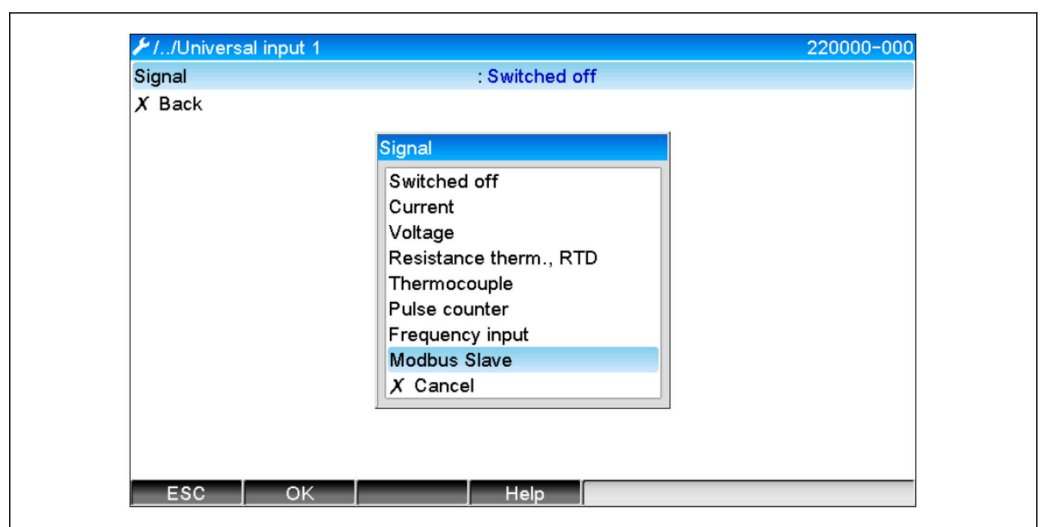 /../Universal input 1 220000-000
Signal : Switched off
X Back
Signal
Switched off
Current
Voltage
Resistance therm., RTD
Thermocouple
Pulse counter
Frequency input
Modbus Slave
X Cancel
ESC OK Help